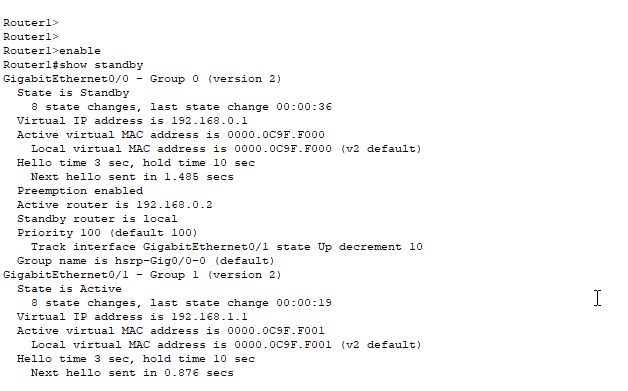 Router1>
Router1>
Router1>enable
Router1#show standby
GigabitEthernet0/0 - Group 0 (version 2)
  State is Standby
    8 state changes, last state change 00:00:36
  Virtual IP address is 192.168.0.1
  Active virtual MAC address is 0000.0C9F.F000
    Local virtual MAC address is 0000.0C9F.F000 (v2 default)
  Hello time 3 sec, hold time 10 sec
    Next hello sent in 1.485 secs
  Preemption enabled
  Active router is 192.168.0.2
  Standby router is local
  Priority 100 (default 100)
    Track interface GigabitEthernet0/1 state Up decrement 10
  Group name is hsrp-Gig0/0-0 (default)
GigabitEthernet0/1 - Group 1 (version 2)
  State is Active
    8 state changes, last state change 00:00:19
  Virtual IP address is 192.168.1.1
  Active virtual MAC address is 0000.0C9F.F001
    Local virtual MAC address is 0000.0C9F.F001 (v2 default)
  Hello time 3 sec, hold time 10 sec
    Next hello sent in 0.876 secs